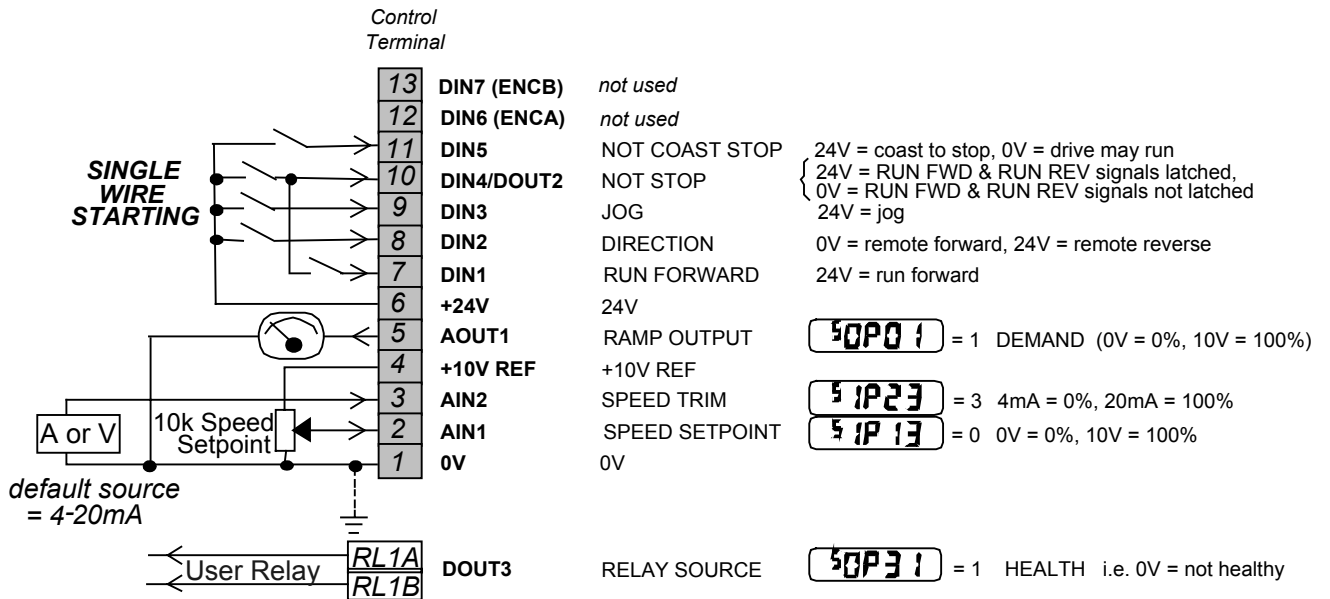 Control
Terminal
13 DIN7 (ENCB) not used
12 DIN6 (ENCA) not used
11 DIN5 NOT COAST STOP 24V = coast to stop, 0V = drive may run
SINGLE
WIRE
STARTING
10 DIN4/DOUT2 NOT STOP 24V = RUN FWD & RUN REV signals latched,
0V = RUN FWD & RUN REV signals not latched
9 DIN3 JOG 24V = jog
8 DIN2 DIRECTION 0V = remote forward, 24V = remote reverse
7 DIN1 RUN FORWARD 24V = run forward
6 +24V 24V
5 AOUT1 RAMP OUTPUT SOP01 = 1 DEMAND (0V = 0%, 10V = 100%)
4 +10V REF +10V REF
3 AIN2 SPEED TRIM SIP23 = 3 4mA = 0%, 20mA = 100%
A or V
10k Speed
Setpoint
2 AIN1 SPEED SETPOINT SIP13 = 0 0V = 0%, 10V = 100%
1 0V 0V
default source
= 4-20mA
User Relay
RL1A
RL1B
DOUT3 RELAY SOURCE SOP31 = 1 HEALTH i.e. 0V = not healthy